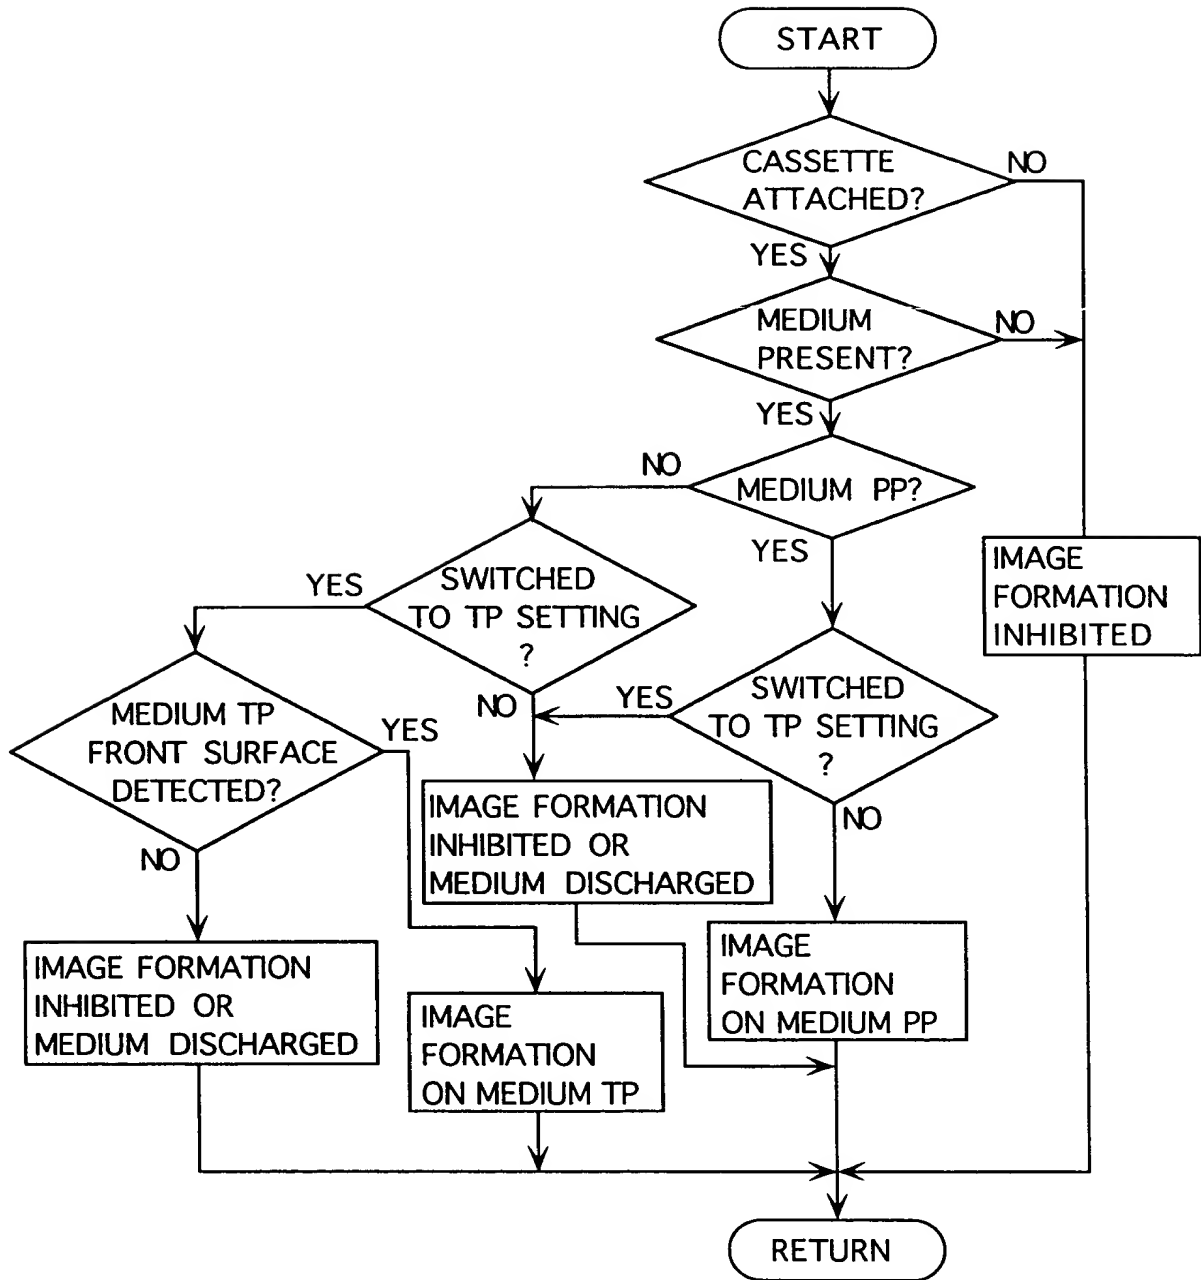 START
CASSETTE
ATTACHED?
NO
YES
MEDIUM
PRESENT?
NO
YES
MEDIUM PP?
NO
YES
SWITCHED
TO TP SETTING
?
YES
NO
IMAGE
FORMATION
INHIBITED
SWITCHED
TO TP SETTING
?
YES
NO
MEDIUM TP
FRONT SURFACE
DETECTED?
YES
NO
IMAGE FORMATION
INHIBITED OR
MEDIUM DISCHARGED
IMAGE
FORMATION
ON MEDIUM PP
IMAGE FORMATION
INHIBITED OR
MEDIUM DISCHARGED
IMAGE
FORMATION
ON MEDIUM TP
RETURN